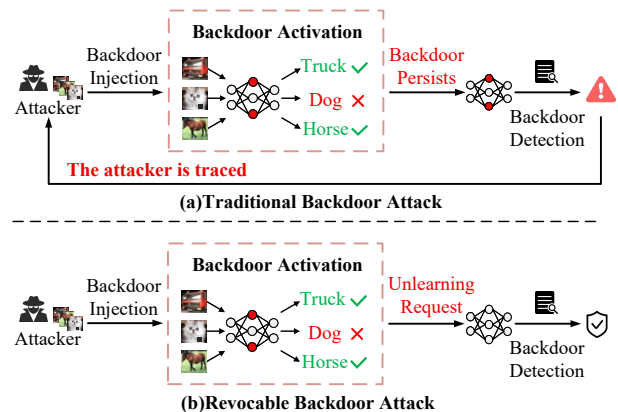 Backdoor Activation
Backdoor
Injection
Attacker
Truck
Dog
Horse
Backdoor
Persists
Backdoor
Detection
The attacker is traced
(a)Traditional Backdoor Attack
Backdoor Activation
Backdoor
Injection
Attacker
Truck
Dog
Horse
Unlearning
Request
Backdoor
Detection
(b)Revocable Backdoor Attack